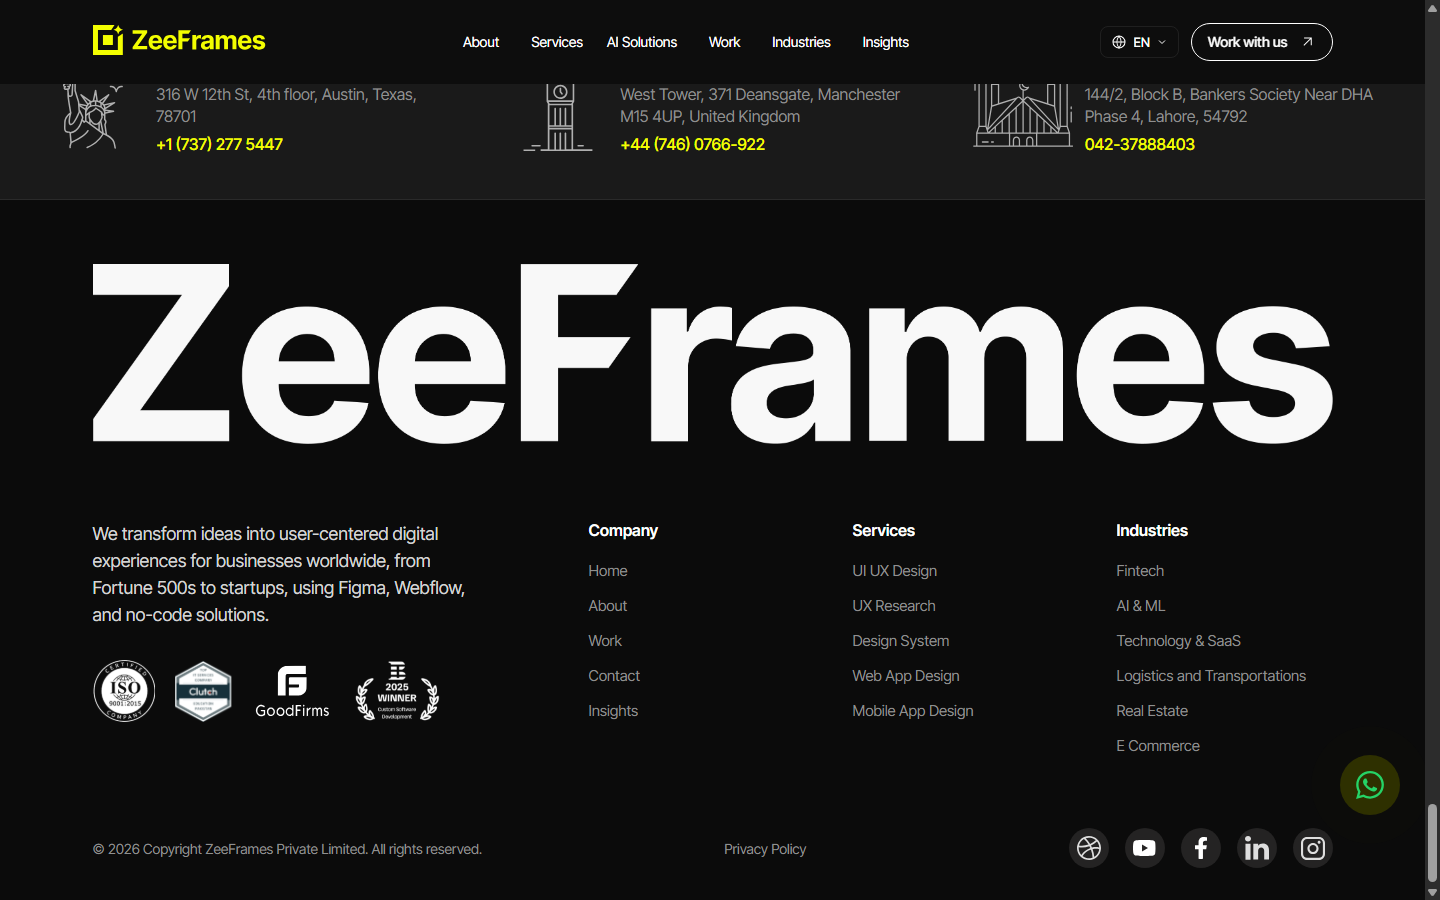 ZeeFrames
About
Services
AI Solutions
Work
Industries
Insights
EN
Work with us
316 W 12th St, 4th floor, Austin, Texas,
78701
+1 (737) 277 5447
West Tower, 371 Deansgate, Manchester
M15 4UP, United Kingdom
+44 (746) 0766-922
144/2, Block B, Bankers Society Near DHA
Phase 4, Lahore, 54792
042-37888403
ZeeFrames
We transform ideas into user-centered digital
experiences for businesses worldwide, from
Fortune 500s to startups, using Figma, Webflow,
and no-code solutions.
CERTIFIED
ISO
9001:2015
COMPANY
Clutch
GoodFirms
2025
WINNER
Custom Software
Development
Company
Home
About
Work
Contact
Insights
Services
UI UX Design
UX Research
Design System
Web App Design
Mobile App Design
Industries
Fintech
AI & ML
Technology & SaaS
Logistics and Transportations
Real Estate
E Commerce
© 2026 Copyright ZeeFrames Private Limited. All rights reserved.
Privacy Policy